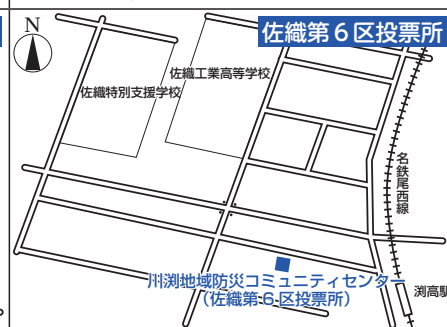 佐織第6区投票所
N
佐織工業高等学校
佐織特別支援学校
名鉄尾西線
川渕地域防災コミュニティセンター
(佐織第6区投票所)
渕高駅